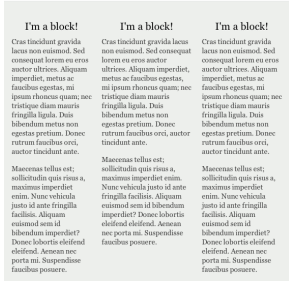 I'm a block!
Cras tincidunt gravida
lacus non euismod. Sed
consequat lorem eu eros
auctor ultrices. Aliquam
imperdiet, metus ac
faucibus egestas, mi
imperdiet rhoncus quam; nec
tristique diam mauris
fringilla ligula. Duis
bibendum metus non
egestas pretium. Donec
rutrum faucibus orci,
auctor tincidunt ante.
Maecenas tellus est;
sollicitudin quis risus a,
maximus imperdiet
enim. Nunc vehicula
justo id ante fringilla
facilisis. Aliquam
euismod sem id
bibendum imperdiet?
Donec lobortis eleifend
eleifend. Aenean nec
porta mi. Suspendisse
faucibus posuere.
I'm a block!
Cras tincidunt gravida lacus
non euismod. Sed consequat
lorem eu eros auctor
ultrices. Aliquam imperdiet,
metus ac faucibus egestas,
mi ipsum rhoncus quam; nec
tristique diam mauris
fringilla ligula. Duis
bibendum metus non
egestas pretium. Donec
rutrum faucibus orci, auctor
tincidunt ante.
Maecenas tellus est;
sollicitudin quis risus a,
maximus imperdiet enim.
Nunc vehicula justo id ante
fringilla facilisis. Aliquam
euismod sem id bibendum
imperdiet? Donec lobortis
eleifend eleifend. Aenean
nec porta mi. Suspendisse
faucibus posuere.
I'm a block!
Cras tincidunt gravida
lacus non euismod. Sed
consequat lorem eu eros
auctor ultrices. Aliquam
imperdiet, metus ac
faucibus egestas, mi
ipsum rhoncus quam; nec
tristique diam mauris
fringilla ligula. Duis
bibendum metus non
egestas pretium. Donec
rutrum faucibus orci,
auctor tincidunt ante.
Maecenas tellus est;
sollicitudin quis risus a,
maximus imperdiet
enim. Nunc vehicula
justo id ante fringilla
facilisis. Aliquam
euismod sem id
bibendum imperdiet?
Donec lobortis eleifend
eleifend. Aenean nec
porta mi. Suspendisse
faucibus posuere.